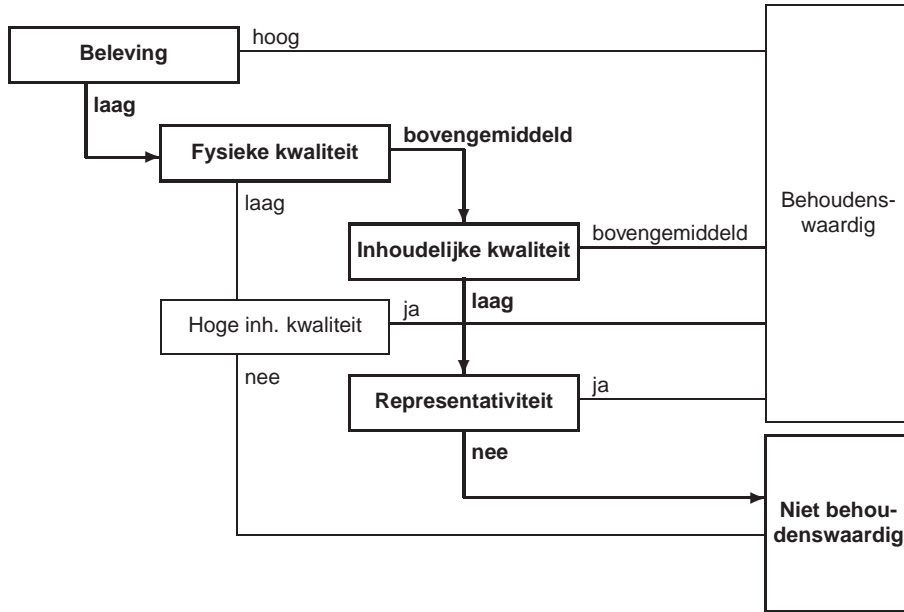 hoog
Beleving
laag
bovengemiddeld
Fysieke kwaliteit
laag
Behoudens-
waardig
bovengemiddeld
Inhoudelijke kwaliteit
laag
ja
Hoge inh. kwaliteit
nee
ja
Representativiteit
nee
Niet behou-
denswaardig